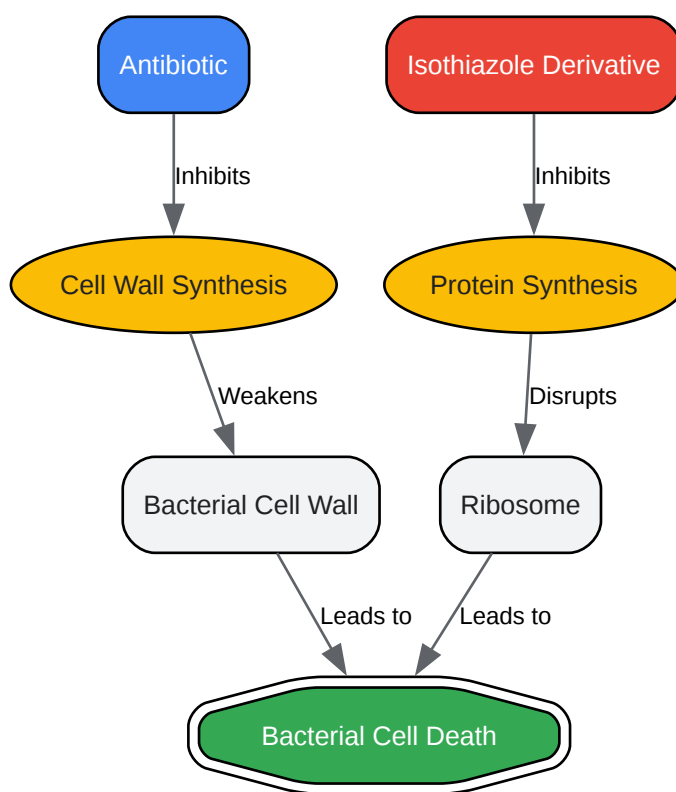 Antibiotic
Isothiazole Derivative
Inhibits
Inhibits
Cell Wall Synthesis
Protein Synthesis
Weakens
Disrupts
Bacterial Cell Wall
Ribosome
Leads to
Leads to
Bacterial Cell Death